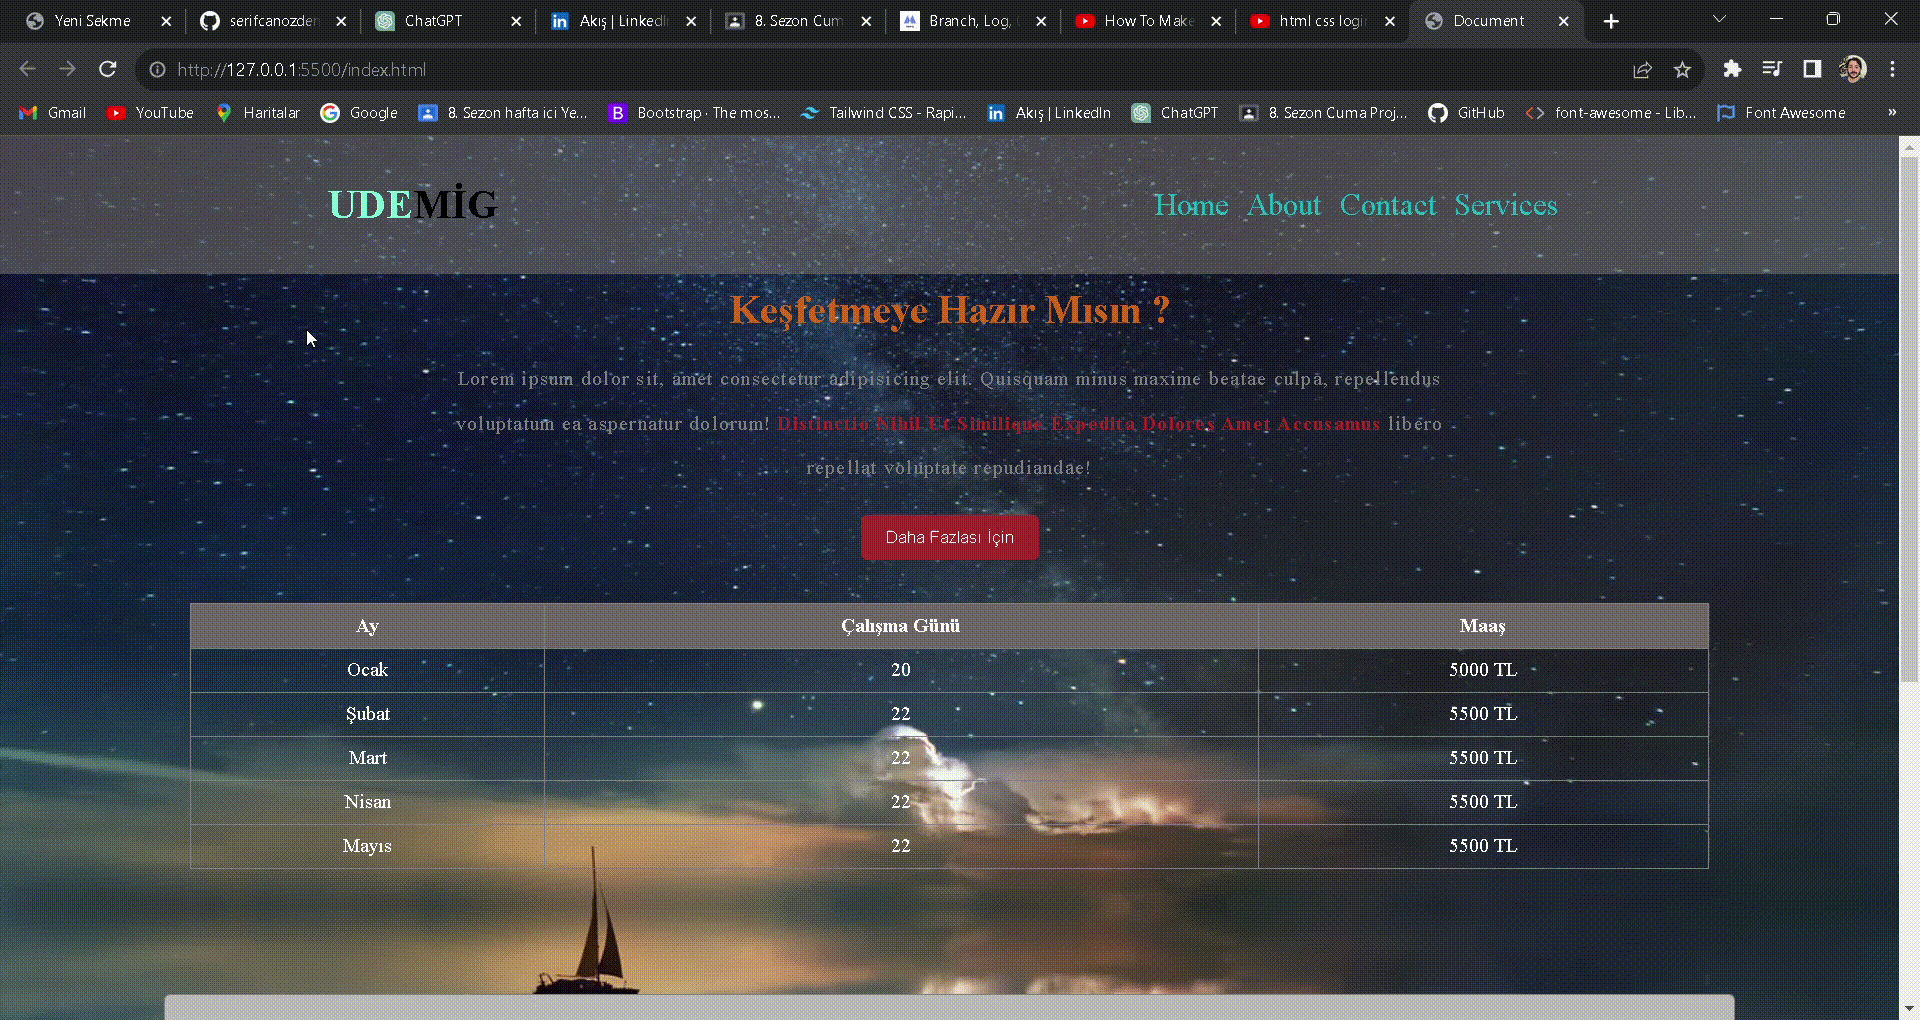 Yeni Sekme serifcanozden ChatGPT Akış | LinkedIn 8. Sezon Cum Branch, Log, How To Make html css login Document
http://127.0.0.1:5500/index.html
Gmail YouTube Haritalar Google 8. Sezon hafta ici Ye... Bootstrap · The mos... Tailwind CSS - Rapi... Akış | LinkedIn ChatGPT 8. Sezon Cuma Proj... GitHub font-awesome - Lib... Font Awesome »
UDEMİG Home About Contact Services
Keşfetmeye Hazır Mısın ?
Lorem ipsum dolor sit, amet consectetur adipisicing elit. Quisquam minus maxime beatae culpa, repellendus
voluptatum ea aspernatur dolorum! Distinctio Nihil Ut Similique Expedita Dolores Amet Accusamus libero
repellat voluptate repudiandae!
Daha Fazlası İçin
Ay Çalışma Günü Maaş
Ocak 20 5000 TL
Şubat 22 5500 TL
Mart 22 5500 TL
Nisan 22 5500 TL
Mayıs 22 5500 TL